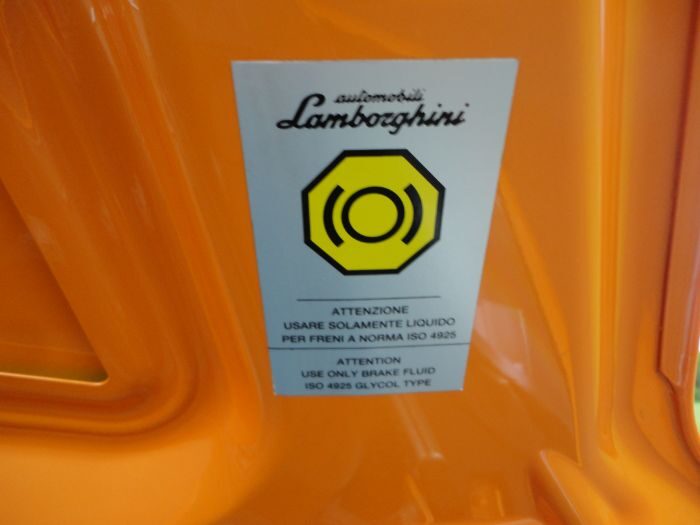 automobili
Lamborghini
ATTENZIONE
USARE SOLAMENTE LIQUIDO
PER FRENI A NORMA ISO 4925
ATTENTION
USE ONLY BRAKE FLUID
ISO 4925 GLYCOL TYPE